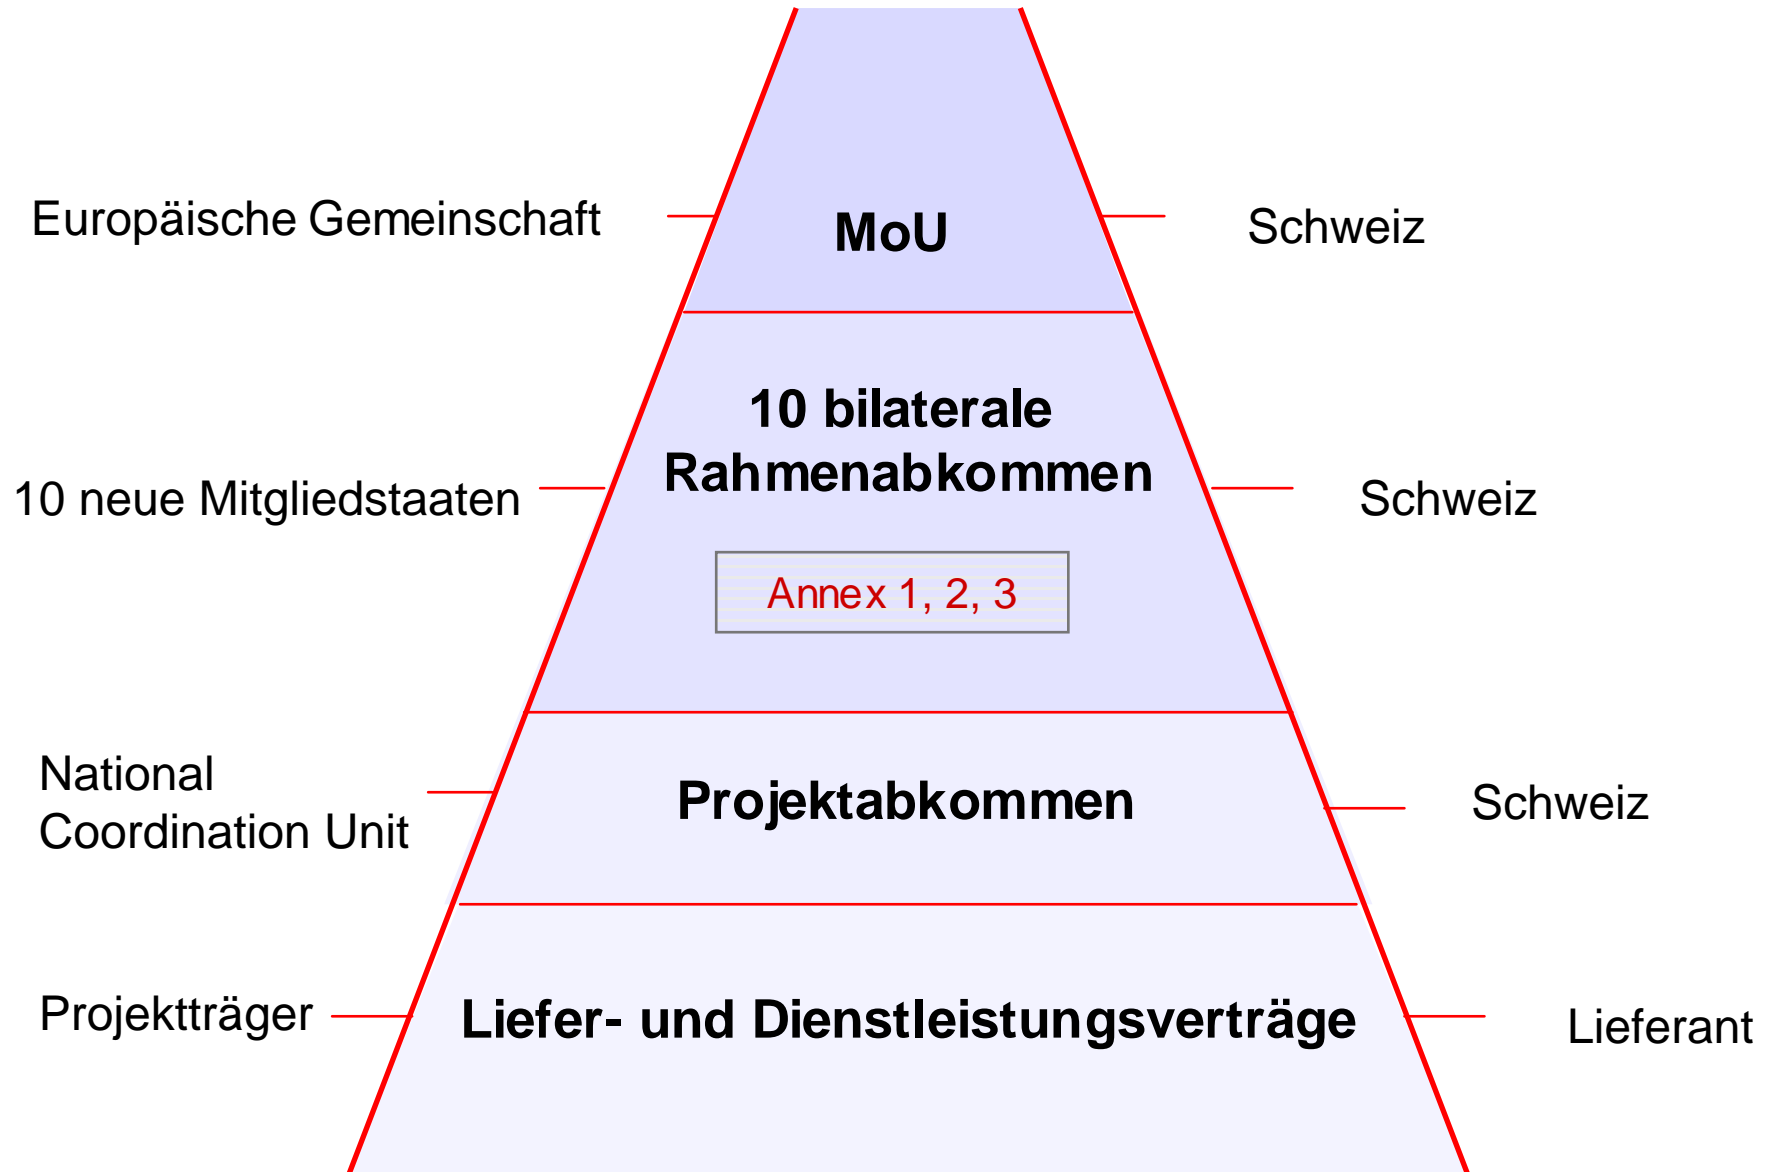 Europäische Gemeinschaft
MoU
Schweiz
10 bilaterale
Rahmenabkommen
10 neue Mitgliedstaaten
Schweiz
Annex 1, 2, 3
National
Coordination Unit
Projektabkommen
Schweiz
Projektträger
Liefer- und Dienstleistungsverträge
Lieferant